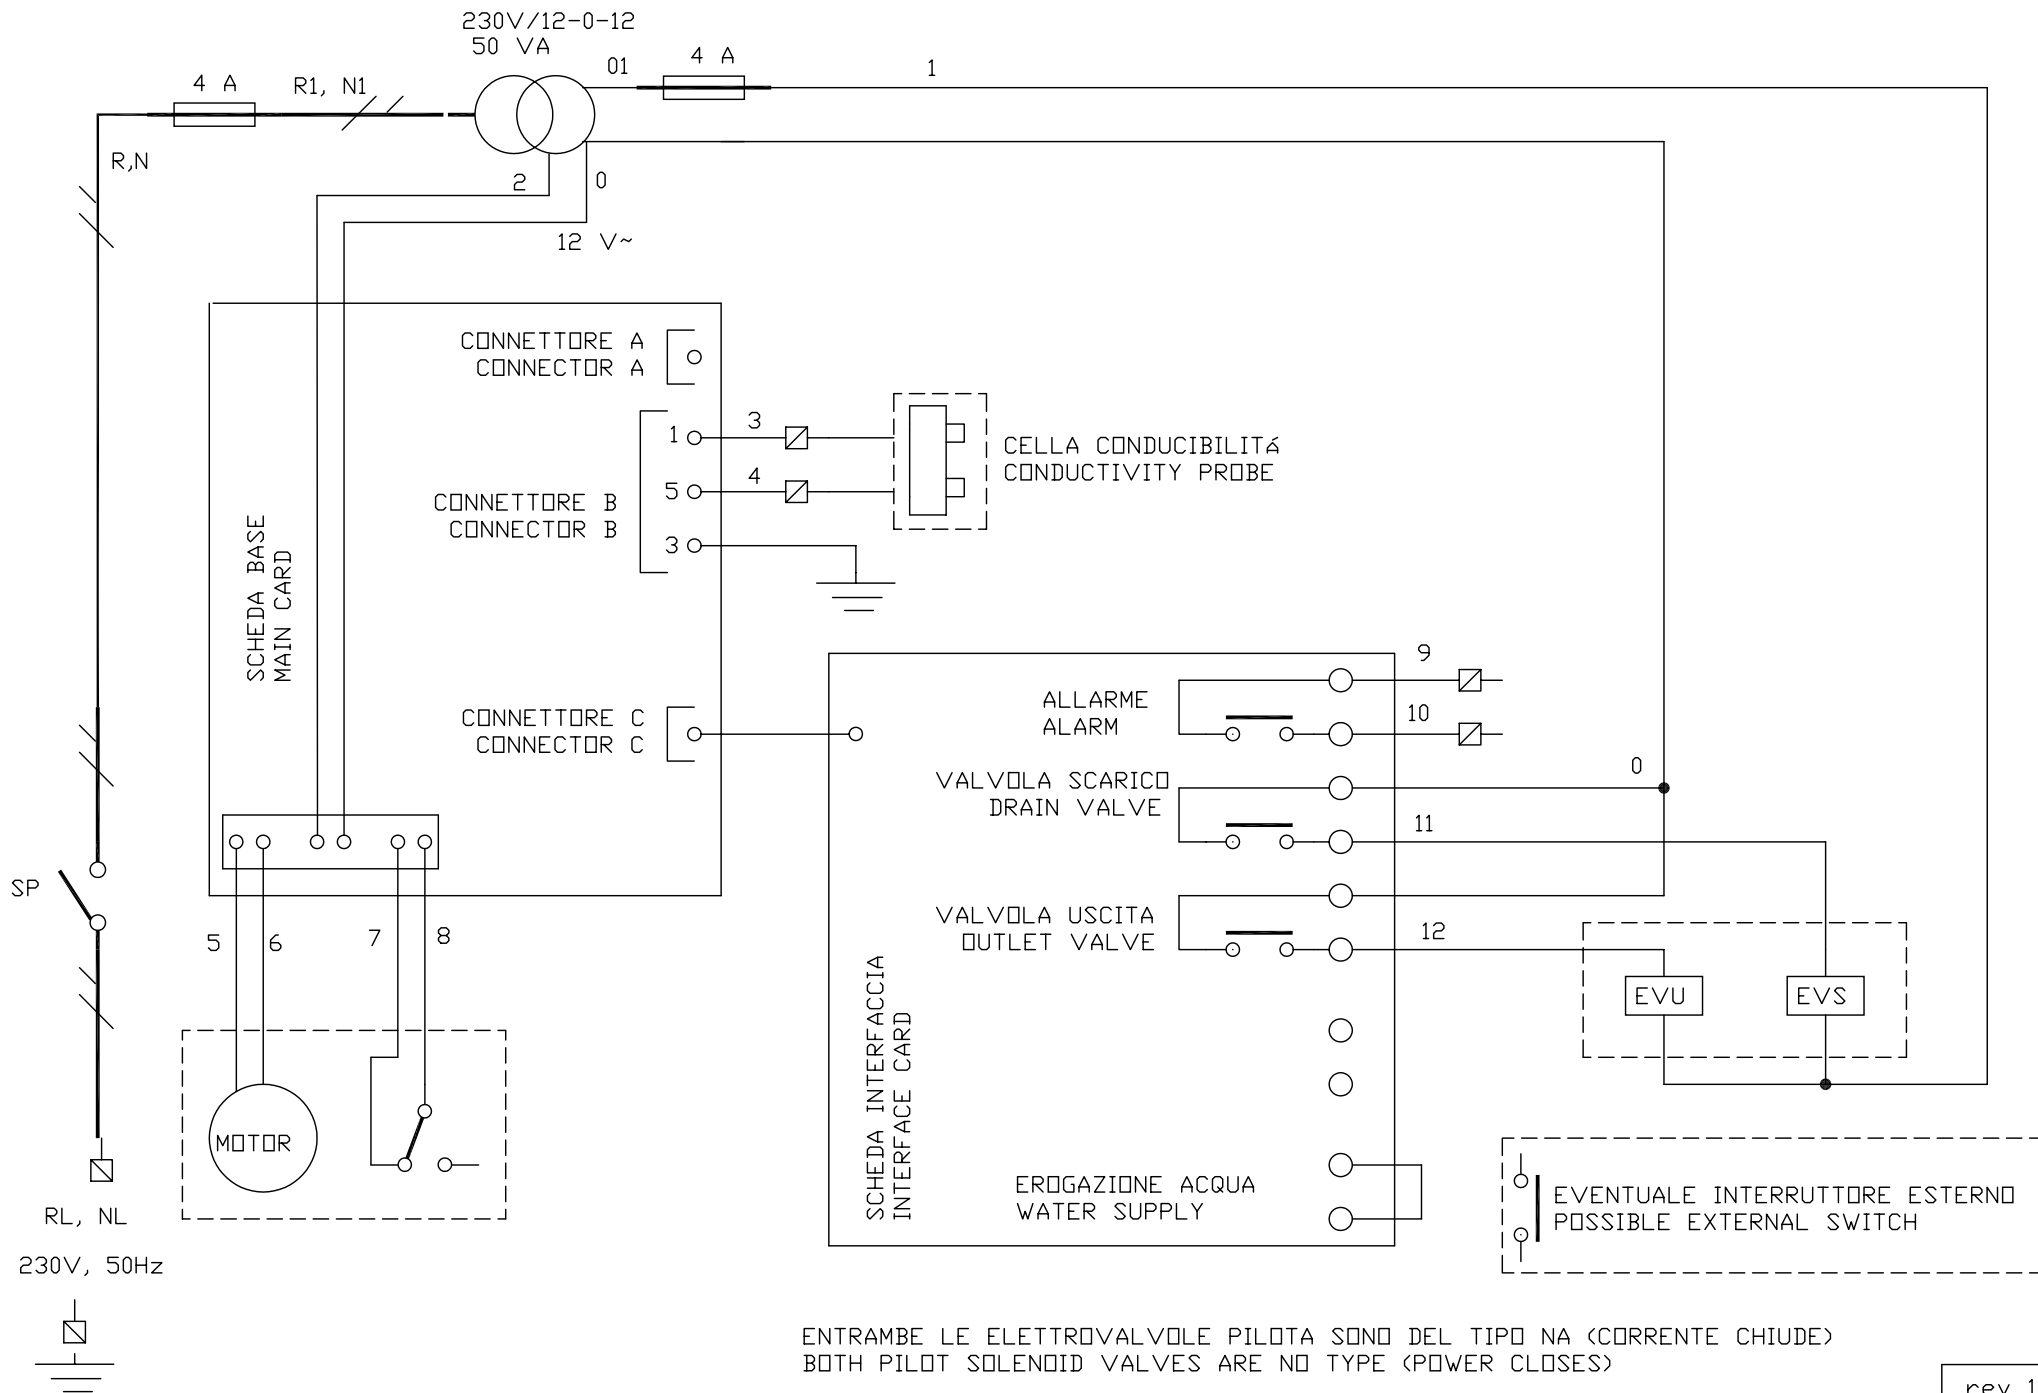 230V/12-0-12
50 VA
4 A
R1, N1
01
4 A
1
R,N
2
0
12 V~
CONNETTORE A
CONNECTOR A
1
3
CELLA CONDUCIBILITá
CONDUCTIVITY PROBE
5
4
CONNETTORE B
CONNECTOR B
3
SCHEDA BASE
MAIN CARD
CONNETTORE C
CONNECTOR C
9
ALLARME
ALARM
10
0
VALVOLA SCARICO
DRAIN VALVE
11
SP
VALVOLA USCITA
OUTLET VALVE
12
5
6
7
8
EVU
EVS
SCHEDA INTERFACCIA
INTERFACE CARD
MOTOR
EROGAZIONE ACQUA
WATER SUPPLY
EVENTUALE INTERRUTTORE ESTERNO
POSSIBLE EXTERNAL SWITCH
RL, NL
230V, 50Hz
ENTRAMBE LE ELETTROVALVOLE PILOTA SONO DEL TIPO NA (CORRENTE CHIUDE)
BOTH PILOT SOLENOID VALVES ARE NO TYPE (POWER CLOSES)
rev 1